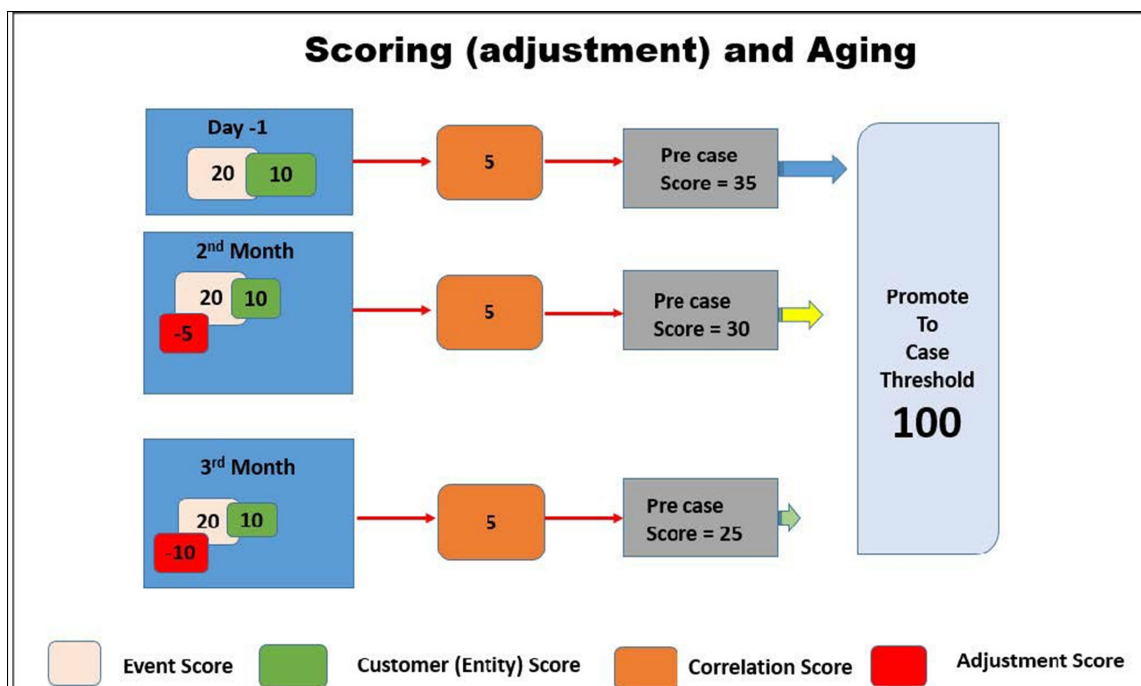 Scoring (adjustment) and Aging
Day -1
20
10
5
Pre case
Score = 35
2nd Month
20
10
-5
5
Pre case
Score = 30
3rd Month
20
10
-10
5
Pre case
Score = 25
Promote
To
Case
Threshold
100
Event Score
Customer (Entity) Score
Correlation Score
Adjustment Score